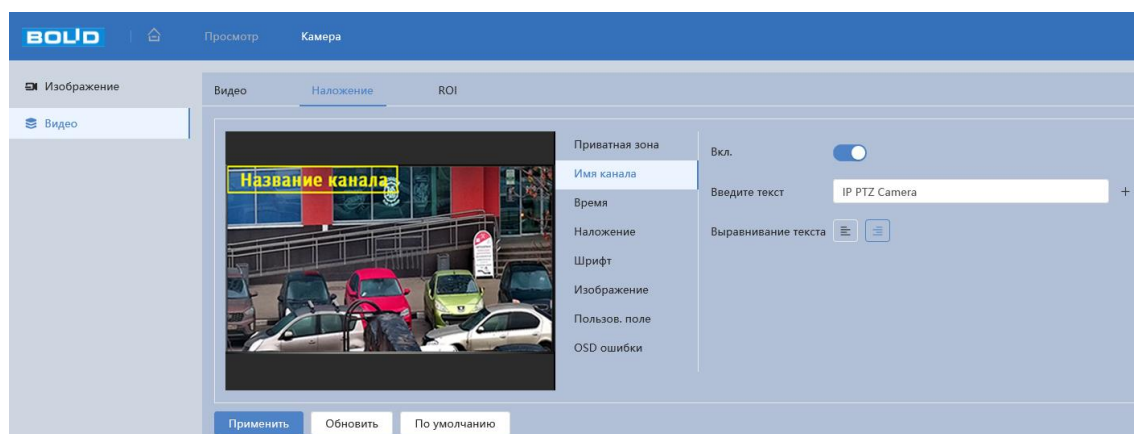 BOLID
Просмотр
Камера
Изображение
Видео
Видео
Наложение
ROI
Название канала
Приватная зона
Имя канала
Время
Наложение
Шрифт
Изображение
Пользов. поле
OSD ошибки
Вкл.
Введите текст
IP PTZ Camera
+
Выравнивание текста
Применить
Обновить
По умолчанию